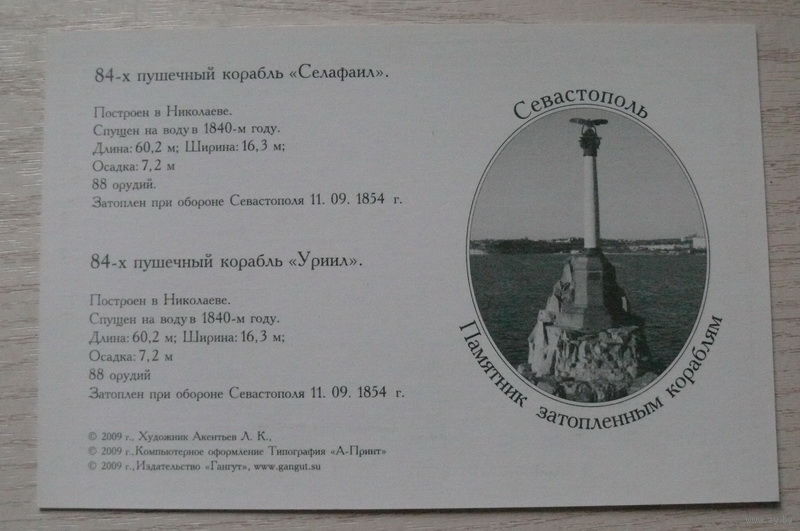 84-х пушечный корабль «Селафаил».
Построен в Николаеве.
Спущен на воду в 1840-м году.
Длина: 60,2 м; Ширина: 16,3 м;
Осадка: 7,2 м
88 орудий.
Затоплен при обороне Севастополя 11. 09. 1854 г.
84-х пушечный корабль «Уриил».
Построен в Николаеве.
Спущен на воду в 1840-м году.
Длина: 60,2 м; Ширина: 16,3 м;
Осадка: 7,2 м
88 орудий
Затоплен при обороне Севастополя 11. 09. 1854 г.
© 2009 г., Художник Акентьев Л. К.,
© 2009 г., Компьютерное оформление Типография «А-Принт»
© 2009 г., Издательство «Гангут», www.gangut.su
Севастополь
Памятник затопленным кораблям